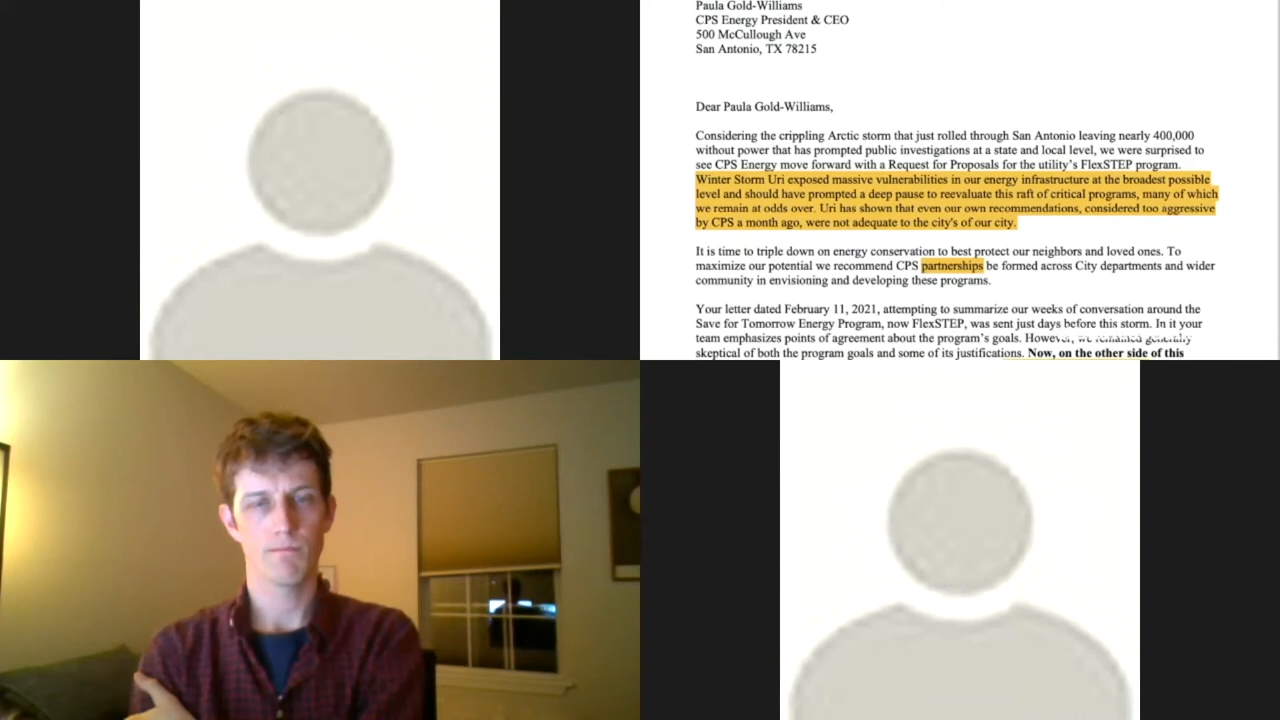 Paula Gold-Williams
CPS Energy President & CEO
500 McCullough Ave
San Antonio, TX 78215
Dear Paula Gold-Williams,
Considering the crippling Arctic storm that just rolled through San Antonio leaving nearly 400,000
without power that has prompted public investigations at a state and local level, we were surprised to
see CPS Energy move forward with a Request for Proposals for the utility's FlexSTEP program.
Winter Storm Uri exposed massive vulnerabilities in our energy infrastructure at the broadest possible
level and should have prompted a deep pause to reevaluate this raft of critical programs, many of which
we remain at odds over. Uri has shown that even our own recommendations, considered too aggressive
by CPS a month ago, were not adequate to the city's of our city.
It is time to triple down on energy conservation to best protect our neighbors and loved ones. To
maximize our potential we recommend CPS partnerships be formed across City departments and wider
community in envisioning and developing these programs.
Your letter dated February 11, 2021, attempting to summarize our weeks of conversation around the
Save for Tomorrow Energy Program, now FlexSTEP, was sent just days before this storm. In it your
team emphasizes points of agreement about the program's goals. However, we remained generally
skeptical of both the program goals and some of its justifications. Now, on the other side of this